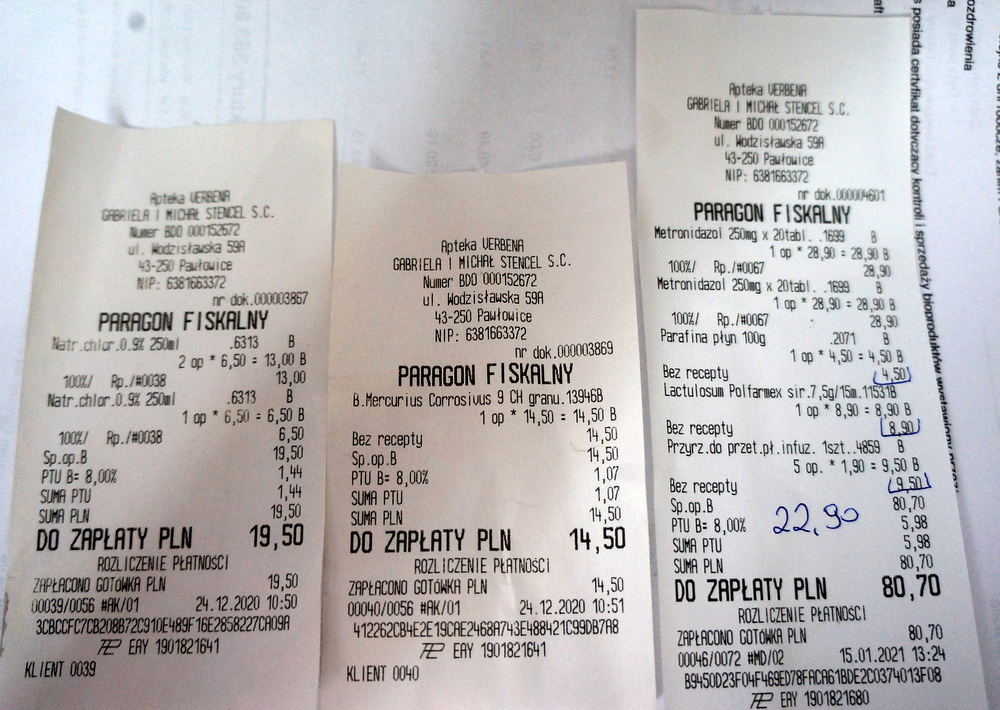 Apteka VERBENA
GABRIELA I MICHAŁ STENCEL S.C.
Numer BDO 000152672
ul. Wodzisławska 59A
43-250 Pawłowice
NIP: 6381663372
nr dok.000003867
PARAGON FISKALNY
Natr.chlor.0.9% 250ml .6313 B
2 op * 6,50 = 13,00 B
100%/ Rp./#0038 13,00
Natr.chlor.0.9% 250ml .6313 B
1 op * 6,50 = 6,50 B
100%/ Rp./#0038 6,50
Sp.op.B 19,50
PTU B= 8,00% 1,44
SUMA PTU 1,44
SUMA PLN 19,50
DO ZAPŁATY PLN 19,50
ROZLICZENIE PŁATNOŚCI
ZAPŁACONO GOTÓWKA PLN 19,50
00039/0056 #AK/01 24.12.2020 10:50
3CBCCFC7CB208B72C910E489F16E2858227CA09A
EAY 1901821641
KLIENT 0039
Apteka VERBENA
GABRIELA I MICHAŁ STENCEL S.C.
Numer BDO 000152672
ul. Wodzisławska 59A
43-250 Pawłowice
NIP: 6381663372
nr dok.000003869
PARAGON FISKALNY
B.Mercurius Corrosivus 9 CH granu.13946B
1 op * 14,50 = 14,50 B
Bez recepty 14,50
Sp.op.B 14,50
PTU B= 8,00% 1,07
SUMA PTU 1,07
SUMA PLN 14,50
DO ZAPŁATY PLN 14,50
ROZLICZENIE PŁATNOŚCI
ZAPŁACONO GOTÓWKA PLN 14,50
00040/0056 #AK/01 24.12.2020 10:51
412262CB4E2E19CAE2468A743E488421C99DB7A8
EAY 1901821641
KLIENT 0040
Apteka VERBENA
GABRIELA I MICHAŁ STENCEL S.C.
Numer BDO 000152672
ul. Wodzisławska 59A
43-250 Pawłowice
NIP: 6381663372
nr dok.000004601
PARAGON FISKALNY
Metronidazol 250mg x 20tabl. .1699 B
1 op * 28,90 = 28,90 B
100%/ Rp./#0067 28,90
Metronidazol 250mg x 20tabl. .1699 B
1 op * 28,90 = 28,90 B
100%/ Rp./#0067 28,90
Parafina płyn 100g .2071 B
1 op * 4,50 = 4,50 B
Bez recepty 4,50
Lactulosum Polfarmex sir.7,5g/15m.11531B
1 op * 8,90 = 8,90 B
Bez recepty 8,90
Przyrz.do przet.pł.infuz. 1szt..4859 B
5 op. * 1,90 = 9,50 B
Bez recepty 9,50
Sp.op.B 80,70
PTU B= 8,00% 5,98
22,90
SUMA PTU 5,98
SUMA PLN 80,70
DO ZAPŁATY PLN 80,70
ROZLICZENIE PŁATNOŚCI
ZAPŁACONO GOTÓWKA PLN 80,70
00046/0072 #MD/02 15.01.2021 13:24
B9450D23F04F469ED78FACA61BDE2C0374013F08
EAY 1901821680
ozdrowienia
posiada certyfikat dotyczący kontroli i sprzedaży bioproduktów